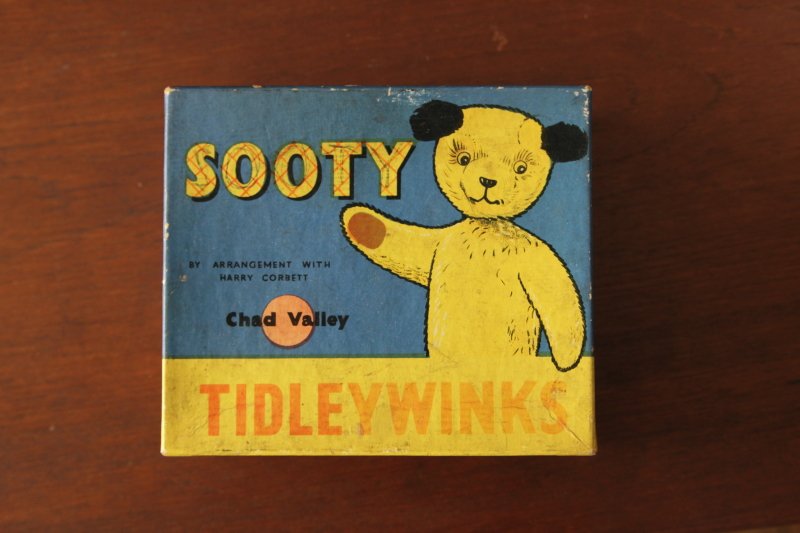 SOOTY
BY ARRANGEMENT WITH
HARRY CORBETT
Chad Valley
TIDLEYWINKS